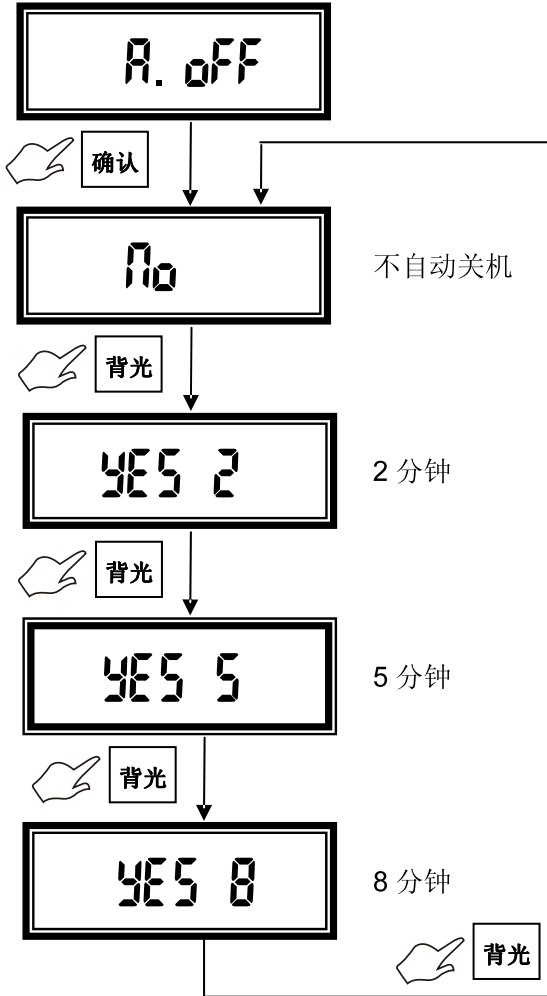 A. oFF
确认
No
不自动关机
背光
YES 2
2 分钟
背光
YES 5
5 分钟
背光
YES 8
8 分钟
背光